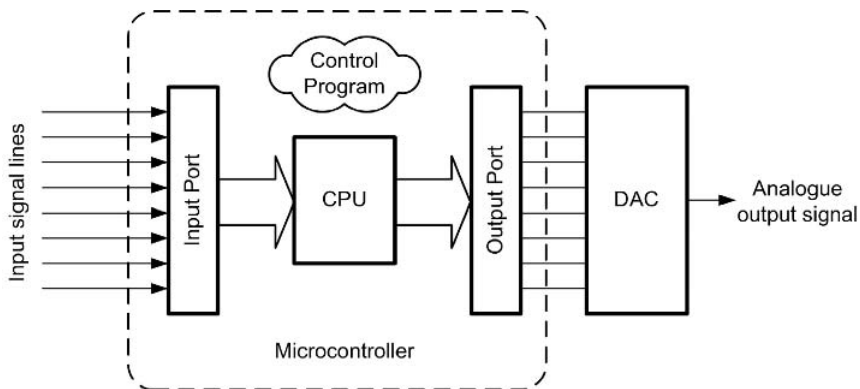 Control
Program
Input signal lines
Input Port
CPU
Output Port
DAC
Analogue
output signal
Microcontroller